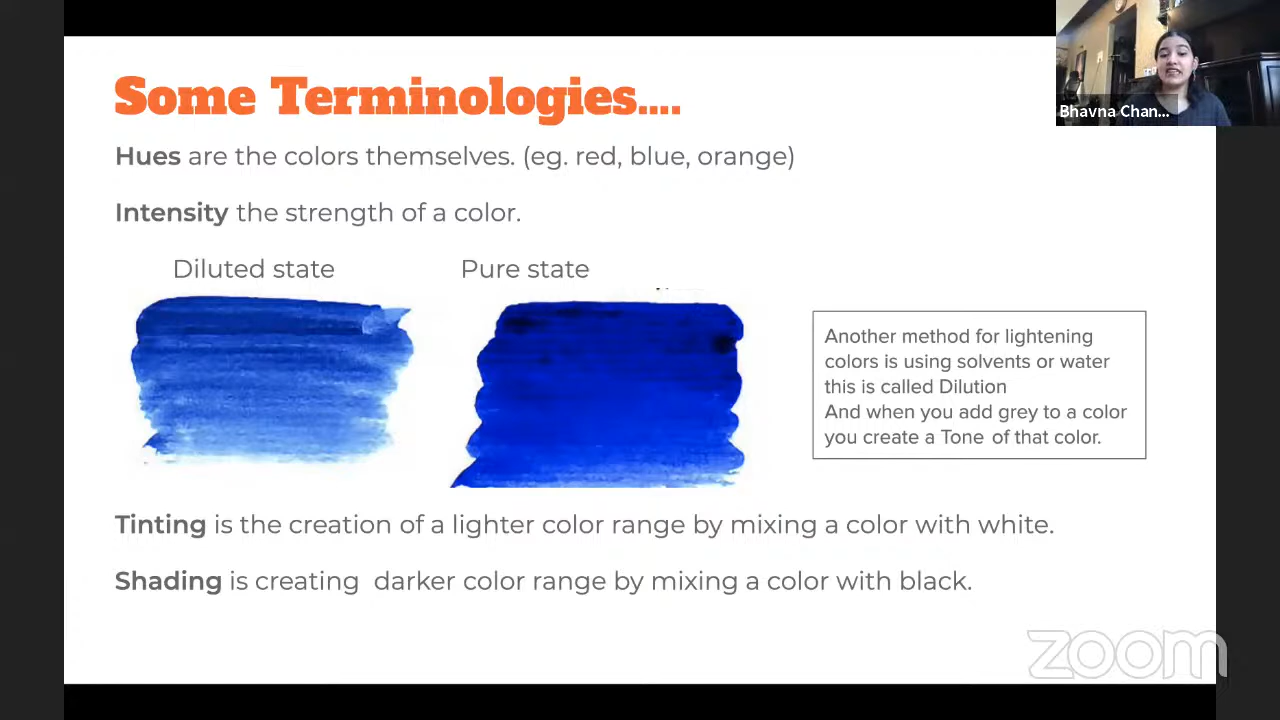 Some Terminologies....
Bhavna Chan...
Hues are the colors themselves. (eg. red, blue, orange)
Intensity the strength of a color.
Diluted state
Pure state
Another method for lightening
colors is using solvents or water
this is called Dilution
And when you add grey to a color
you create a Tone of that color.
Tinting is the creation of a lighter color range by mixing a color with white.
Shading is creating darker color range by mixing a color with black.
zoom